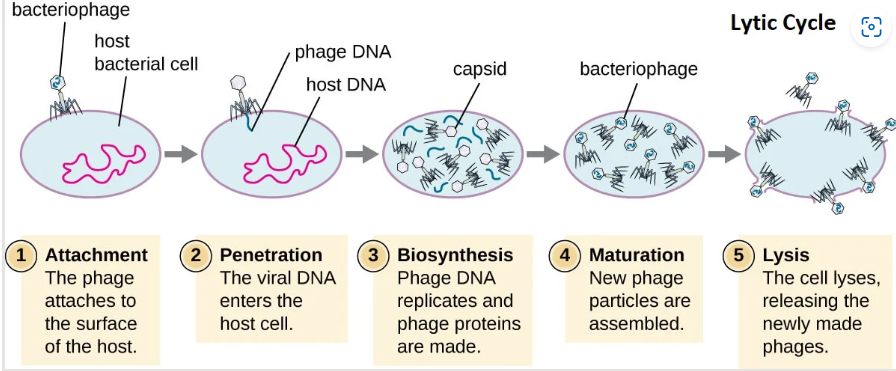 Lytic Cycle
bacteriophage
host
bacterial cell
phage DNA
host DNA
capsid
bacteriophage
1 Attachment
The phage
attaches to
the surface
of the host.
2 Penetration
The viral DNA
enters the
host cell.
3 Biosynthesis
Phage DNA
replicates and
phage proteins
are made.
4 Maturation
New phage
particles are
assembled.
5 Lysis
The cell lyses,
releasing the
newly made
phages.